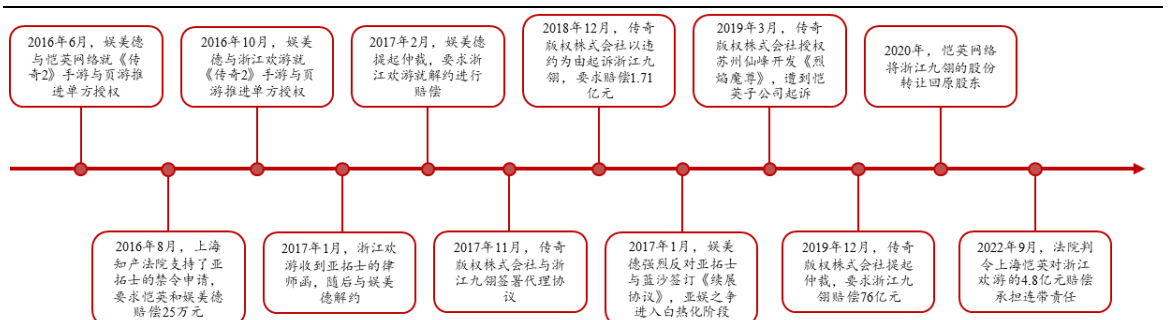 2016年6月，娱美德
与恺英网络就《传
奇2》手游与页游推
进单方授权
2016年10月，娱美
德与浙江欢游就
《传奇2》手游与页
游推进单方授权
2017年2月，娱美德
提起仲裁，要求浙
江欢游就解约进行
赔偿
2018年12月，传奇
版权株式会社以违
约为由起诉浙江九
翎，要求赔偿1.71
亿元
2019年3月，传奇
版权株式会社授权
苏州仙峰开发《烈
焰魔尊》，遭到恺
英子公司起诉
2020年，恺英网络
将浙江九翎的股份
转让回原股东
2016年8月，上海
知产法院支持了亚
拓士的禁令申请，
要求恺英和娱美德
赔偿25万元
2017年1月，浙江欢
游收到亚拓士的律
师函，随后与娱美
德解约
2017年11月，传奇
版权株式会社与浙
江九翎签署代理协
议
2017年1月，娱美
德强烈反对亚拓士
与蓝沙签订《续展
协议》，亚娱之争
进入白热化阶段
2019年12月，传奇
版权株式会社提起
仲裁，要求浙江九
翎赔偿76亿元
2022年9月，法院判
令上海恺英对浙江
欢游的4.8亿元赔偿
承担连带责任